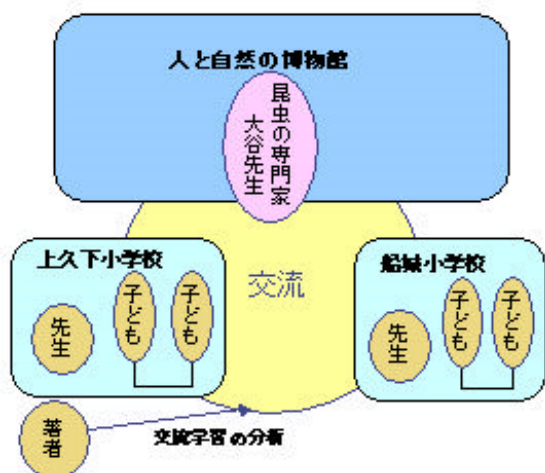 人と自然の博物館
昆虫の専門家
大谷先生
交流
上久下小学校
先生
子ども
子ども
船城小学校
先生
子ども
子ども
著者
交流学習の分析